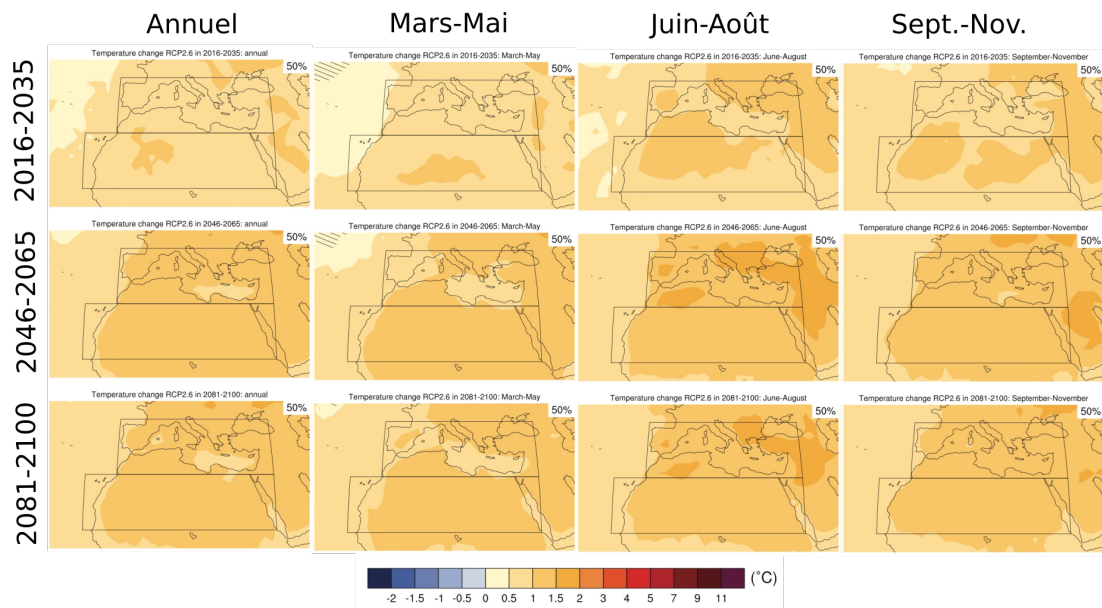 Annuel Mars-Mai Juin-Août Sept.-Nov.
2016-2035
Temperature change RCP2.6 in 2016-2035: annual
50%
Temperature change RCP2.6 in 2016-2035: March-May
50%
Temperature change RCP2.6 in 2016-2035: June-August
50%
Temperature change RCP2.6 in 2016-2035: September-November
50%
2046-2065
Temperature change RCP2.6 in 2046-2065: annual
50%
Temperature change RCP2.6 in 2046-2065: March-May
50%
Temperature change RCP2.6 in 2046-2065: June-August
50%
Temperature change RCP2.6 in 2046-2065: September-November
50%
2081-2100
Temperature change RCP2.6 in 2081-2100: annual
50%
Temperature change RCP2.6 in 2081-2100: March-May
50%
Temperature change RCP2.6 in 2081-2100: June-August
50%
Temperature change RCP2.6 in 2081-2100: September-November
50%
-2 -1.5 -1 -0.5 0 0.5 1 1.5 2 3 4 5 7 9 11 (°C)